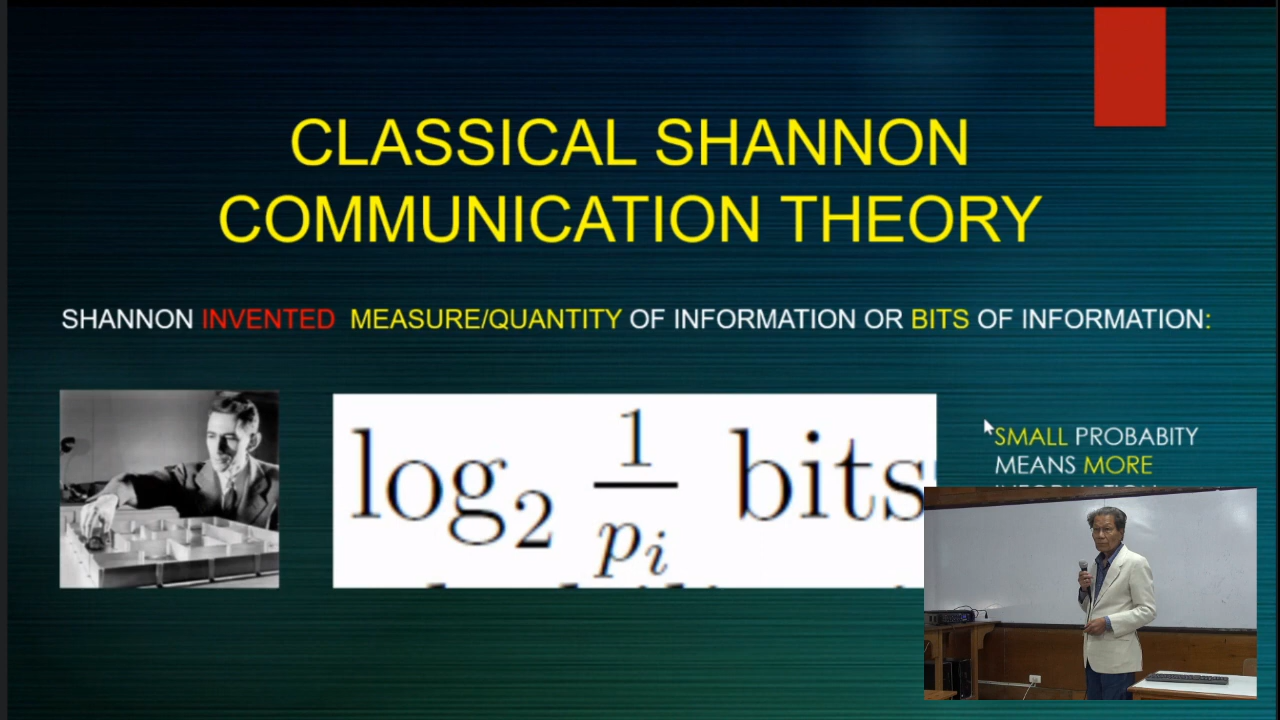 CLASSICAL SHANNON
COMMUNICATION THEORY
SHANNON INVENTED MEASURE/QUANTITY OF INFORMATION OR BITS OF INFORMATION:
log₂ 1/pᵢ bits
SMALL PROBABITY
MEANS MORE